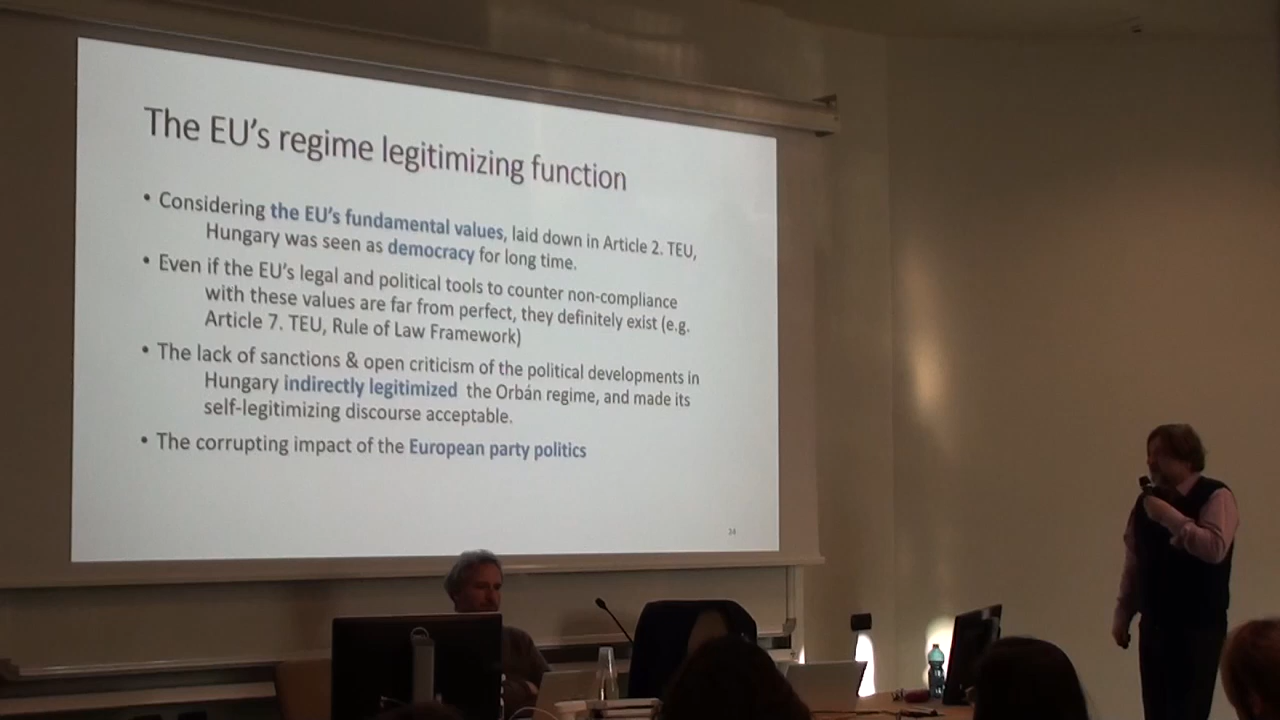 The EU's regime legitimizing function
• Considering the EU's fundamental values, laid down in Article 2. TEU,
Hungary was seen as democracy for long time.
• Even if the EU's legal and political tools to counter non-compliance
with these values are far from perfect, they definitely exist (e.g.
Article 7. TEU, Rule of Law Framework)
• The lack of sanctions & open criticism of the political developments in
Hungary indirectly legitimized the Orbán regime, and made its
self-legitimizing discourse acceptable.
• The corrupting impact of the European party politics
34